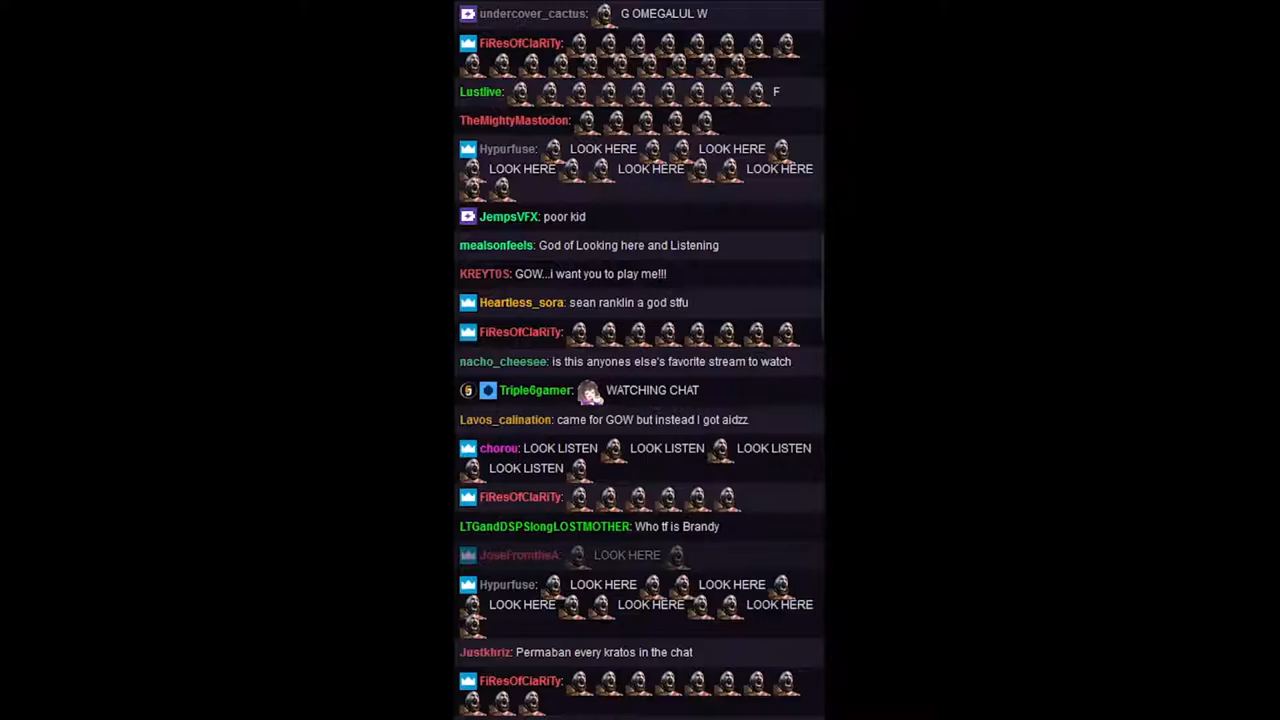 undercover_cactus: G OMEGALUL W
FiResOfClaRiTy:
Lustlive: F
TheMightyMastodon:
Hypurfuse: LOOK HERE LOOK HERE
LOOK HERE LOOK HERE LOOK HERE
JempsVFX: poor kid
mealsonfeels: God of Looking here and Listening
KREYT0S: GOW...i want you to play me!!!
Heartless_sora: sean ranklin a god stfu
FiResOfClaRiTy:
nacho_cheesee: is this anyones else's favorite stream to watch
Triple6gamer: WATCHING CHAT
Lavos_calination: came for GOW but instead I got aidzz
chorou: LOOK LISTEN LOOK LISTEN LOOK LISTEN
LOOK LISTEN
FiResOfClaRiTy:
LTGandDSPSlongLOSTMOTHER: Who tf is Brandy
JoseFromtheA: LOOK HERE
Hypurfuse: LOOK HERE LOOK HERE
LOOK HERE LOOK HERE LOOK HERE
Justkhriz: Permaban every kratos in the chat
FiResOfClaRiTy: